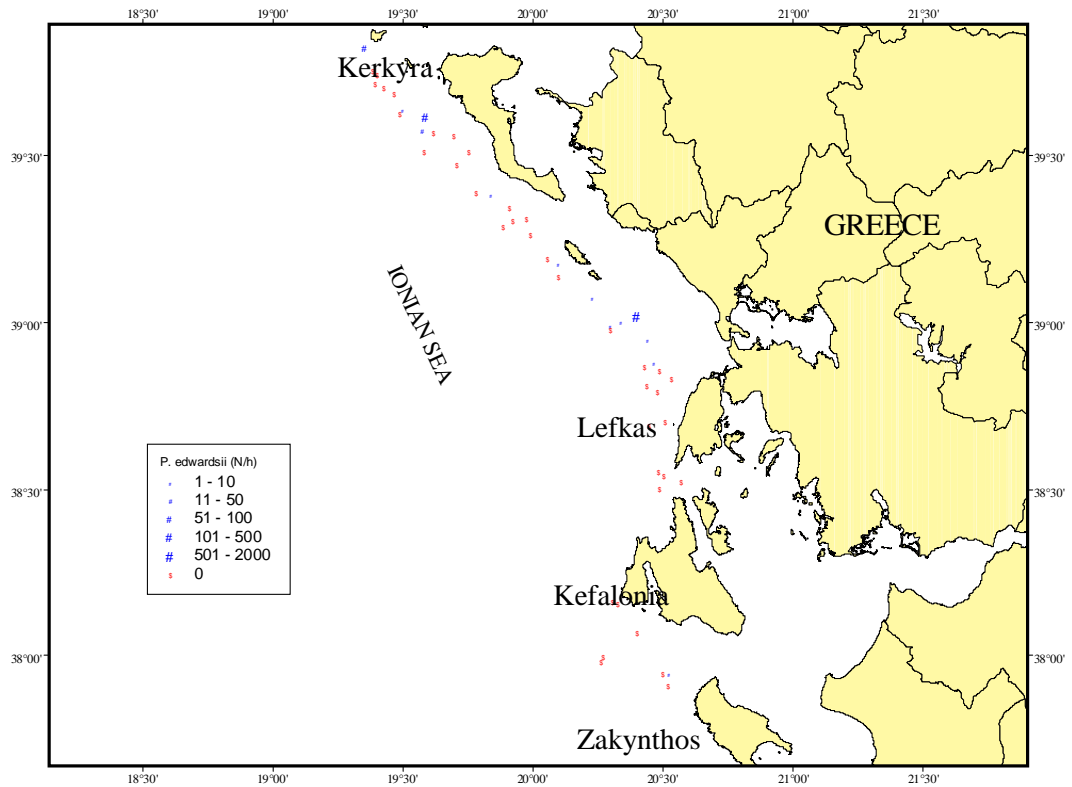 18°30' 19°00' 19°30' 20°00' 20°30' 21°00' 21°30'
Kerkyra
39°30' 39°30'
GREECE
IONIAN SEA
39°00' 39°00'
Lefkas
P. edwardsii (N/h)
# 1 - 10
# 11 - 50
# 51 - 100
# 101 - 500
# 501 - 2000
$ 0
38°30' 38°30'
Kefalonia
38°00' 38°00'
Zakynthos
18°30' 19°00' 19°30' 20°00' 20°30' 21°00' 21°30'